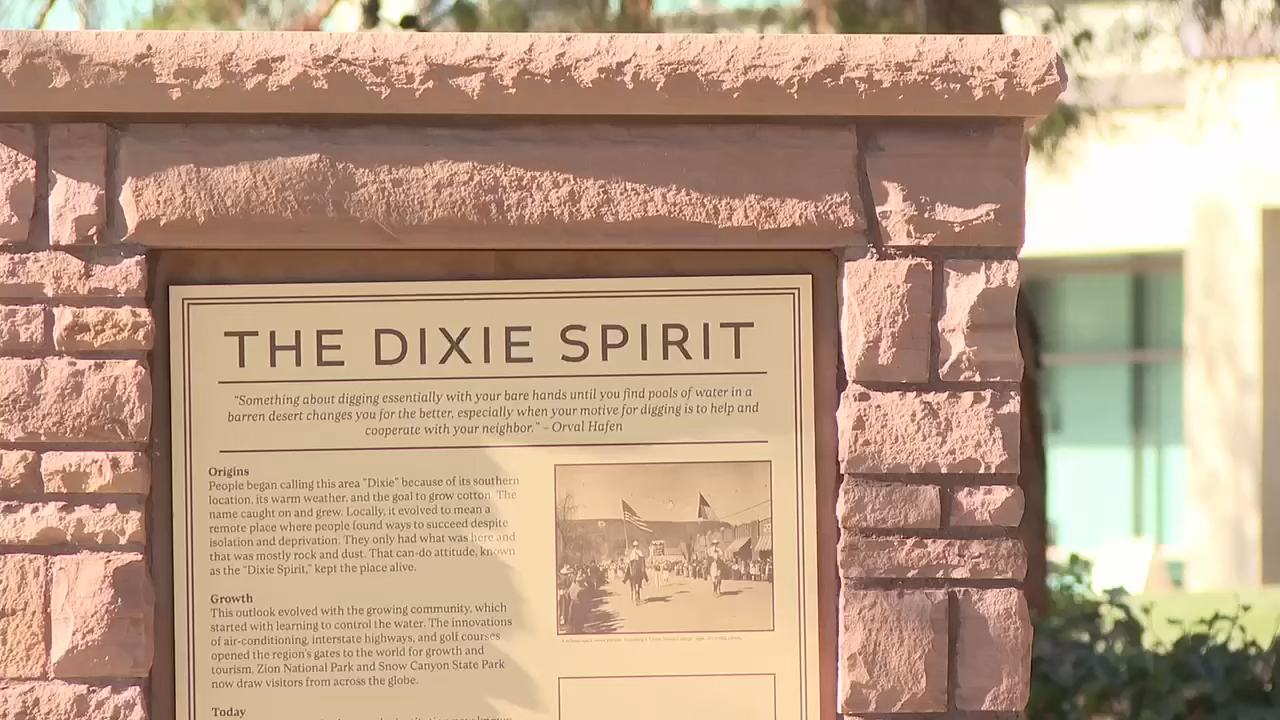 THE DIXIE SPIRIT
“Something about digging essentially with your bare hands until you find pools of water in a
barren desert changes you for the better, especially when your motive for digging is to help and
cooperate with your neighbor.” – Orval Hafen
Origins
People began calling this area "Dixie" because of its southern
location, its warm weather, and the goal to grow cotton. The
name caught on and grew. Locally, it evolved to mean a
remote place where people found ways to succeed despite
isolation and deprivation. They only had what was here and
that was mostly rock and dust. That can-do attitude, known
as the “Dixie Spirit,” kept the place alive.
Growth
This outlook evolved with the growing community, which
started with learning to control the water. The innovations
of air-conditioning, interstate highways, and golf courses
opened the region's gates to the world for growth and
tourism. Zion National Park and Snow Canyon State Park
now draw visitors from across the globe.
Today